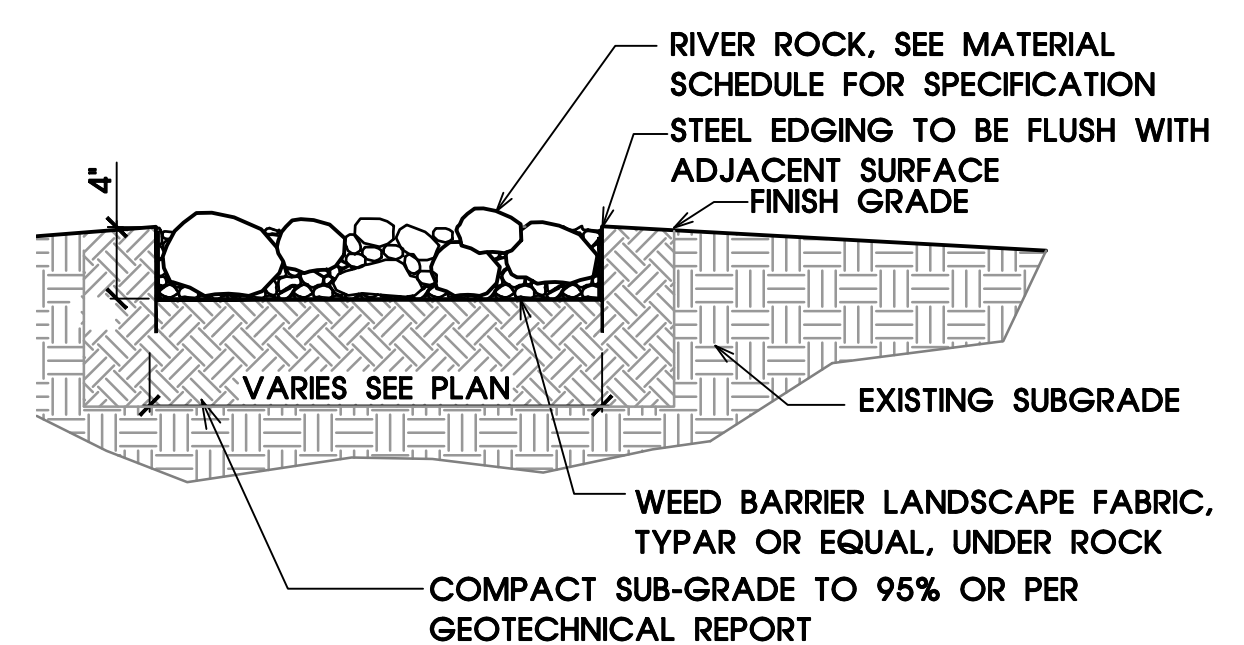 RIVER ROCK, SEE MATERIAL
SCHEDULE FOR SPECIFICATION
STEEL EDGING TO BE FLUSH WITH
ADJACENT SURFACE
FINISH GRADE
4"
VARIES SEE PLAN
EXISTING SUBGRADE
WEED BARRIER LANDSCAPE FABRIC,
TYPAR OR EQUAL, UNDER ROCK
COMPACT SUB-GRADE TO 95% OR PER
GEOTECHNICAL REPORT